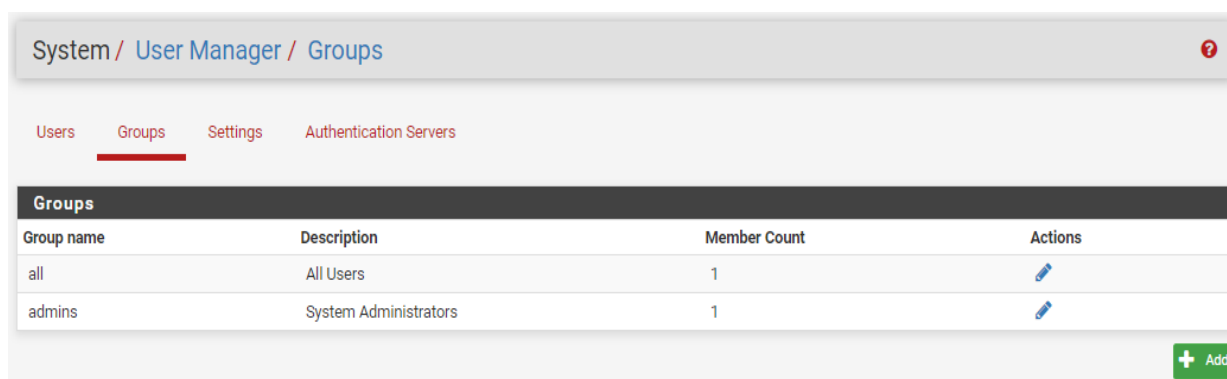 System / User Manager / Groups
Users Groups Settings Authentication Servers
Groups
Group name Description Member Count Actions
all All Users 1
admins System Administrators 1
Add